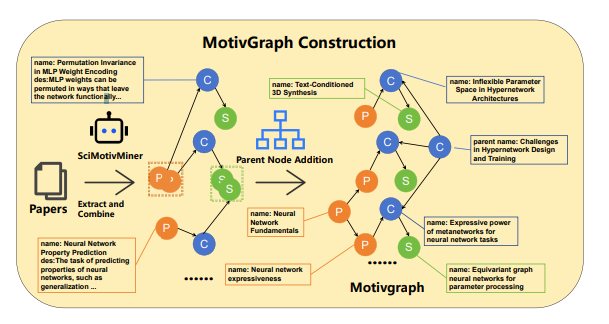 MotivGraph Construction
name: Permutation Invariance
in MLP Weight Encoding
des:MLP weights can be
permuted in ways that leave
the network functionally...
SciMotivMiner
Papers
Extract and
Combine
name: Neural Network
Property Prediction
des:The task of predicting
properties of neural
networks, such as
generalization ...
C
S
C
P
P
S
S
P
C
......
Parent Node Addition
name: Text-Conditioned
3D Synthesis
name: Neural
Network
Fundamentals
name: Neural network
expressiveness
C
P
S
C
C
P
S
P
C
P
S
......
Motivgraph
name: Inflexible Parameter
Space in Hypernetwork
Architectures
parent name: Challenges
in Hypernetwork Design
and Training
name: Expressive power
of metanetworks for
neural network tasks
name: Equivariant graph
neural networks for
parameter processing